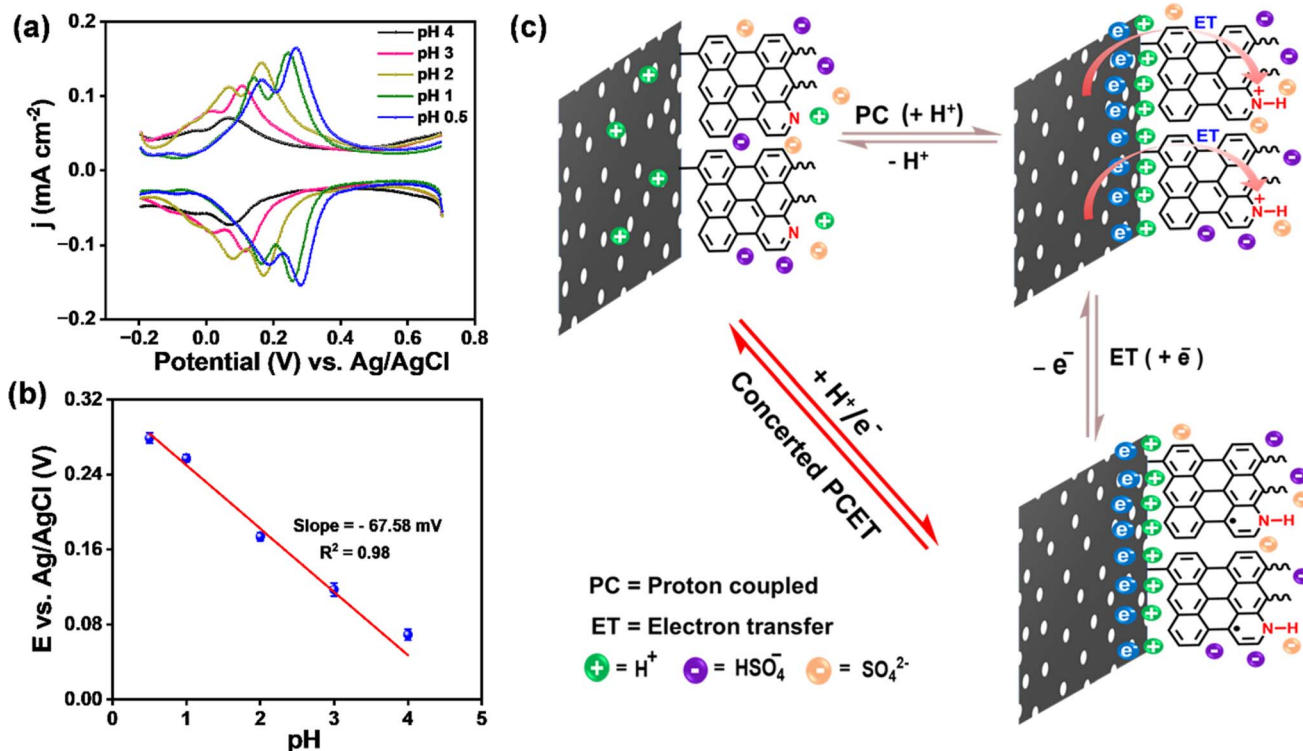 (a)
pH 4
pH 3
pH 2
pH 1
pH 0.5
j (mA cm⁻²)
0.2
0.1
0.0
−0.1
−0.2
−0.2 0.0 0.2 0.4 0.6 0.8
Potential (V) vs. Ag/AgCl
(b)
E vs. Ag/AgCl (V)
0.32
0.24
0.16
0.08
0.00
Slope = - 67.58 mV
R² = 0.98
0 1 2 3 4 5
pH
(c)
+ + + +
N + - -
N + - -
PC (+ H⁺)
- H⁺
ET
e⁻ + N-H
ET
e⁻ + N-H
− e⁻
ET ( + ē )
+ H⁺/e⁻
Concerted PCET
e⁻ + N-H
e⁻ + N-H
PC = Proton coupled
ET = Electron transfer
+ = H⁺ - = HSO₄⁻ - = SO₄²⁻